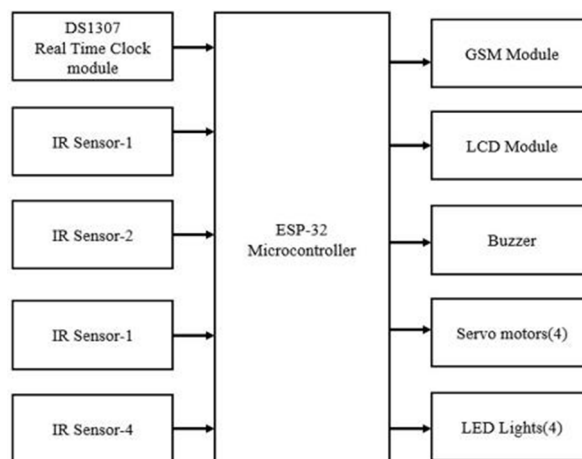 DS1307
Real Time Clock
module
IR Sensor-1
IR Sensor-2
IR Sensor-1
IR Sensor-4
ESP-32
Microcontroller
GSM Module
LCD Module
Buzzer
Servo motors(4)
LED Lights(4)